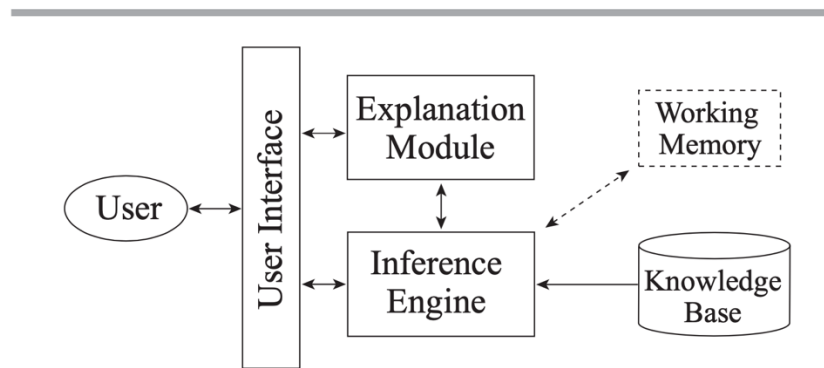 User
User Interface
Explanation
Module
Inference
Engine
Working
Memory
Knowledge
Base